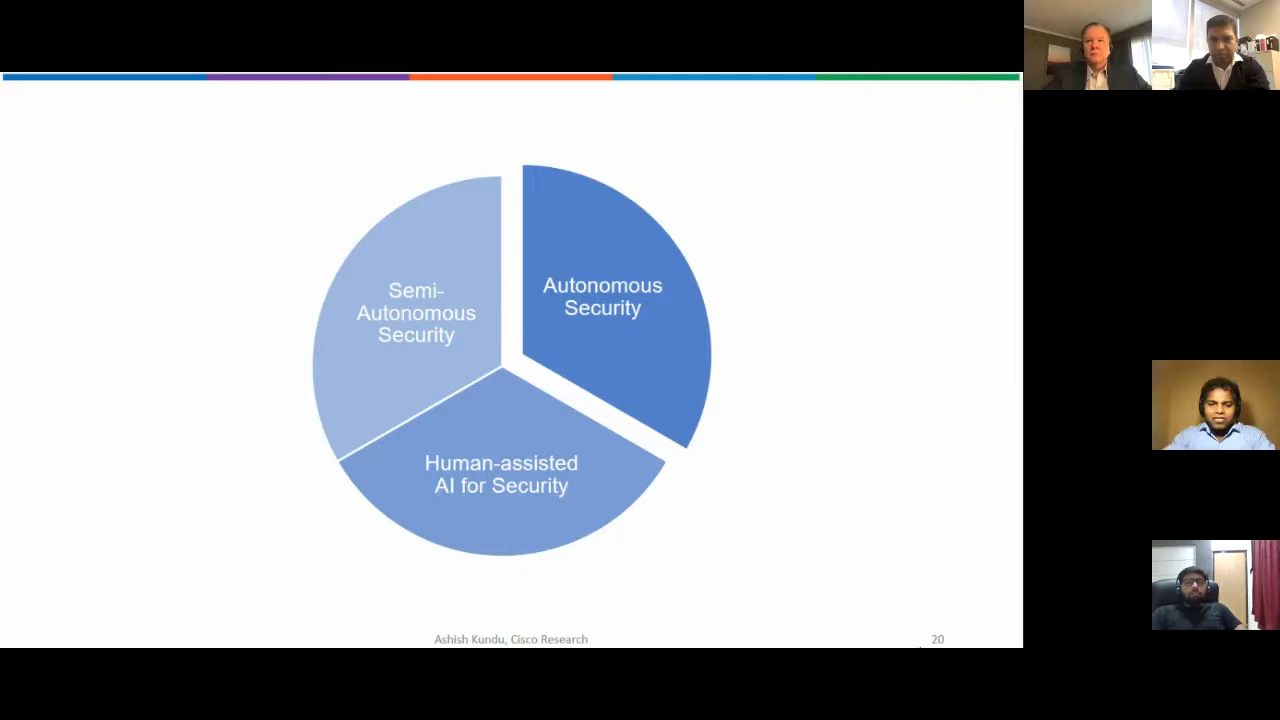 Semi-
Autonomous
Security
Autonomous
Security
Human-assisted
AI for Security
Ashish Kundu, Cisco Research
20